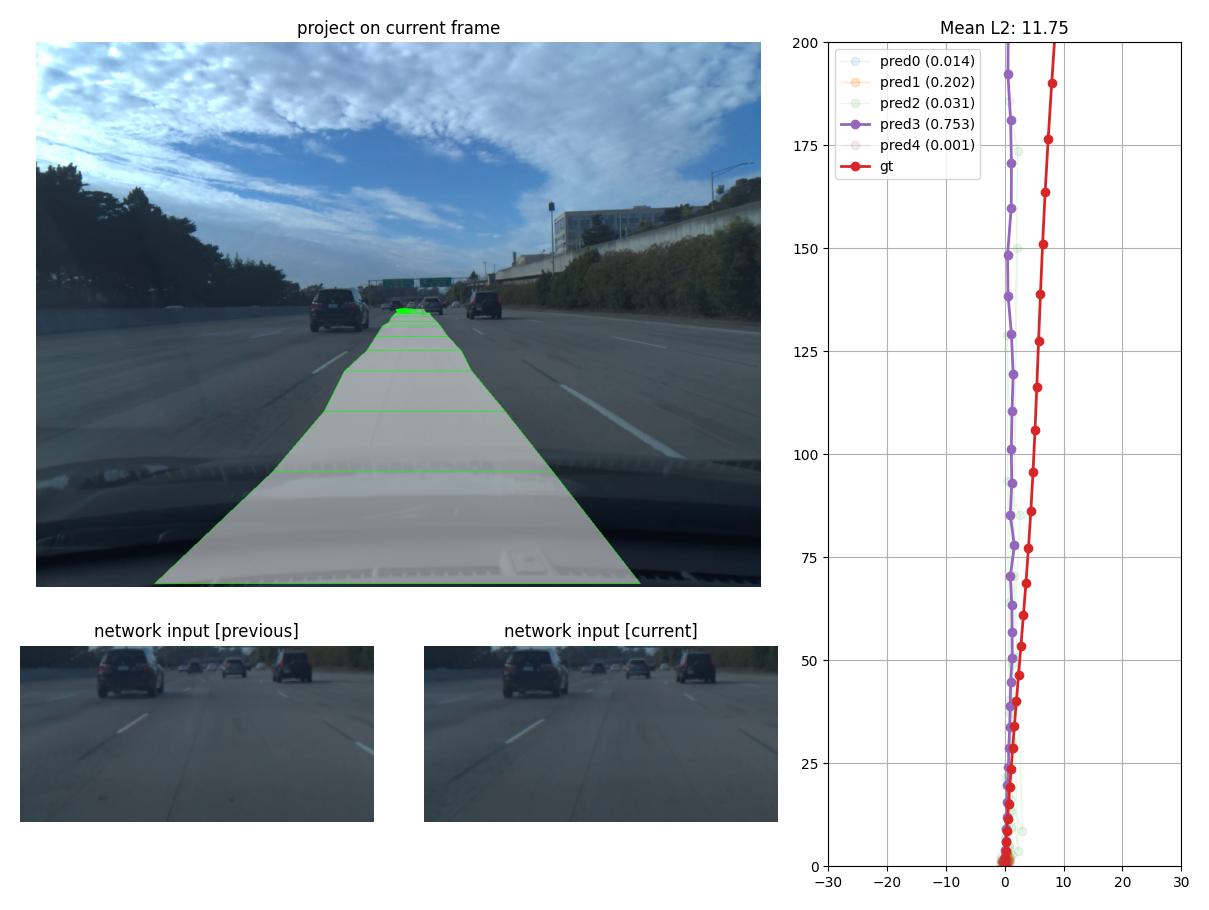 project on current frame
Mean L2: 11.75
200
175
150
125
100
75
50
25
0
−30
−20
−10
0
10
20
30
pred0 (0.014)
pred1 (0.202)
pred2 (0.031)
pred3 (0.753)
pred4 (0.001)
gt
network input [previous]
network input [current]